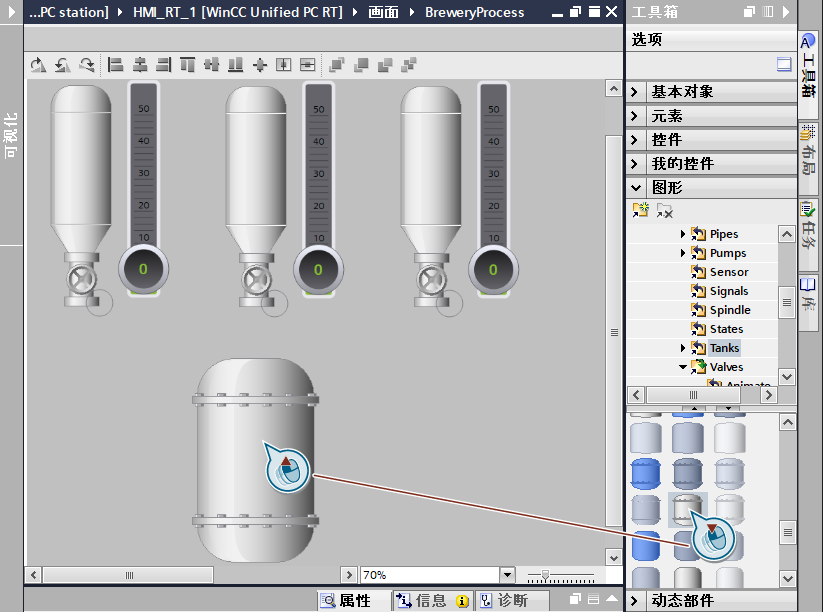 ...PC station] ▸ HMI_RT_1 [WinCC Unified PC RT] ▸ 画面 ▸ BreweryProcess
工具箱
选项
可视化
50
40
30
20
10
0
50
40
30
20
10
0
50
40
30
20
10
0
基本对象
元素
控件
我的控件
图形
Pipes
Pumps
Sensor
Signals
Spindle
States
Tanks
Valves
Animate
动态部件
工具箱
布局
任务
库
70%
属性
信息
诊断